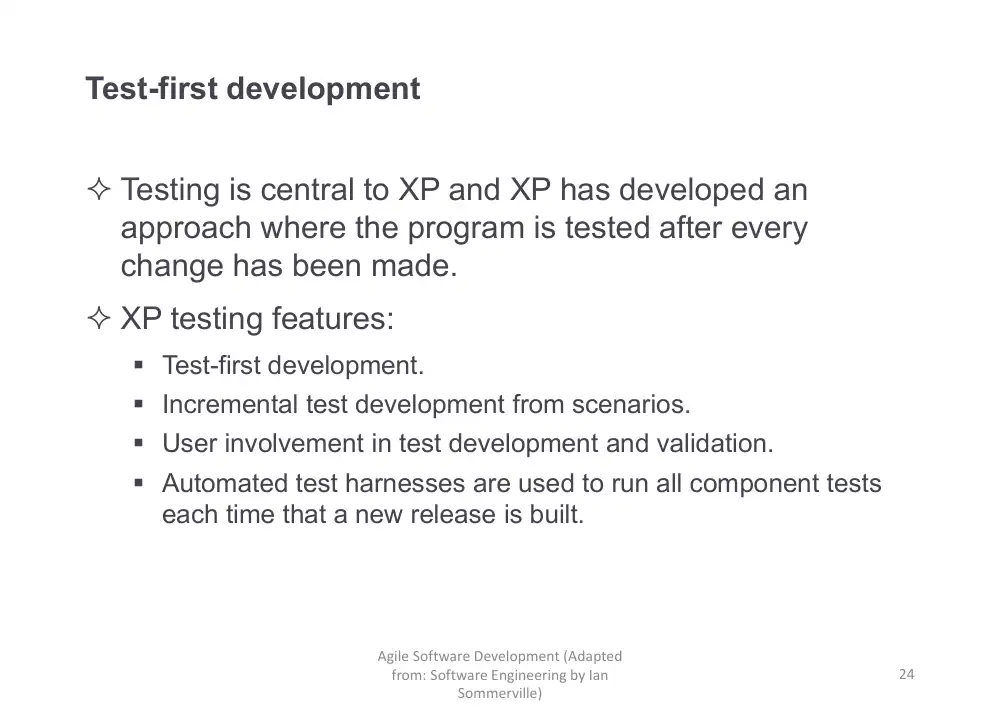 Test-first development
✧ Testing is central to XP and XP has developed an
approach where the program is tested after every
change has been made.
✧ XP testing features:
▪ Test-first development.
▪ Incremental test development from scenarios.
▪ User involvement in test development and validation.
▪ Automated test harnesses are used to run all component tests
each time that a new release is built.
Agile Software Development (Adapted
from: Software Engineering by Ian
Sommerville)
24